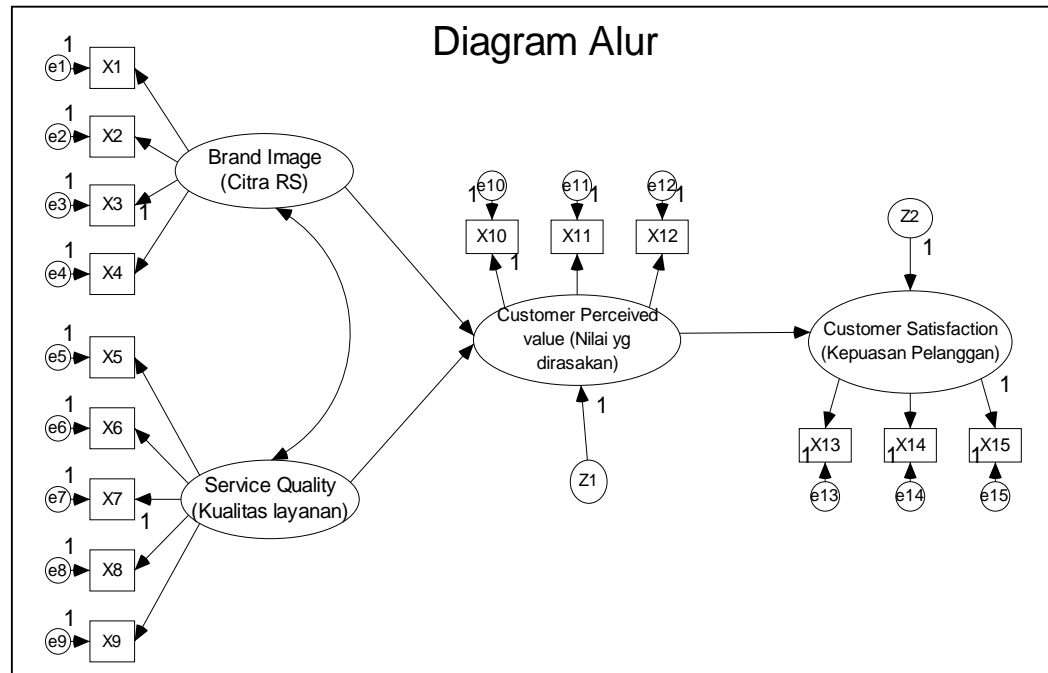 Diagram Alur
1
e1
X1
1
e2
X2
1
e3
X3
1
1
e4
X4
Brand Image
(Citra RS)
1
e5
X5
1
e6
X6
1
e7
X7
1
1
e8
X8
1
e9
X9
Service Quality
(Kualitas layanan)
e10
1
e11
1
e12
1
X10
X11
X12
1
Customer Perceived
value (Nilai yg
dirasakan)
1
Z1
Z2
1
Customer Satisfaction
(Kepuasan Pelanggan)
1
X13
X14
X15
1
1
1
e13
e14
e15